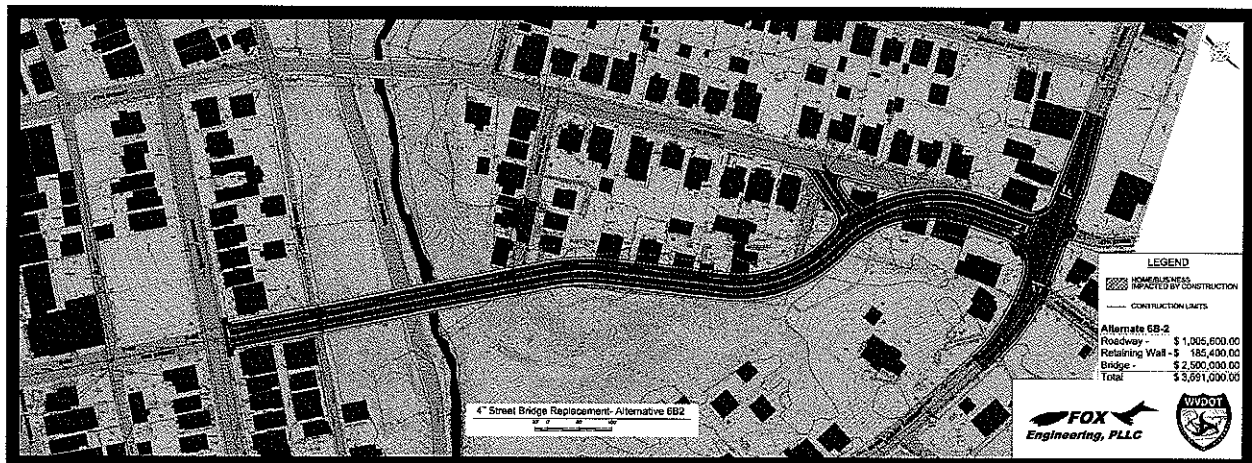 LEGEND
HOME/BUSINESS
IMPACTED BY CONSTRUCTION
CONSTRUCTION LIMITS
Alternate 6B-2
Roadway - $ 1,005,600.00
Retaining Wall - $ 185,400.00
Bridge - $ 2,500,000.00
Total $ 3,691,000.00
4th Street Bridge Replacement- Alternative 6B2
FOX
Engineering, PLLC
WVDOT